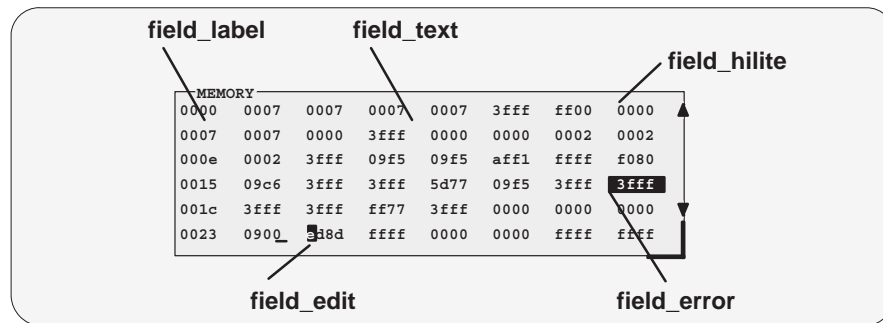 field_label field_text
field_hilite
MEMORY
0000 0007 0007 0007 0007 3fff ff00 0000
0007 0007 0000 3fff 0000 0000 0002 0002
000e 0002 3fff 09f5 09f5 aff1 ffff f080
0015 09c6 3fff 3fff 5d77 09f5 3fff 3fff
001c 3fff 3fff ff77 3fff 0000 0000 0000
0023 0900_ ed8d ffff 0000 0000 ffff ffff
field_edit field_error